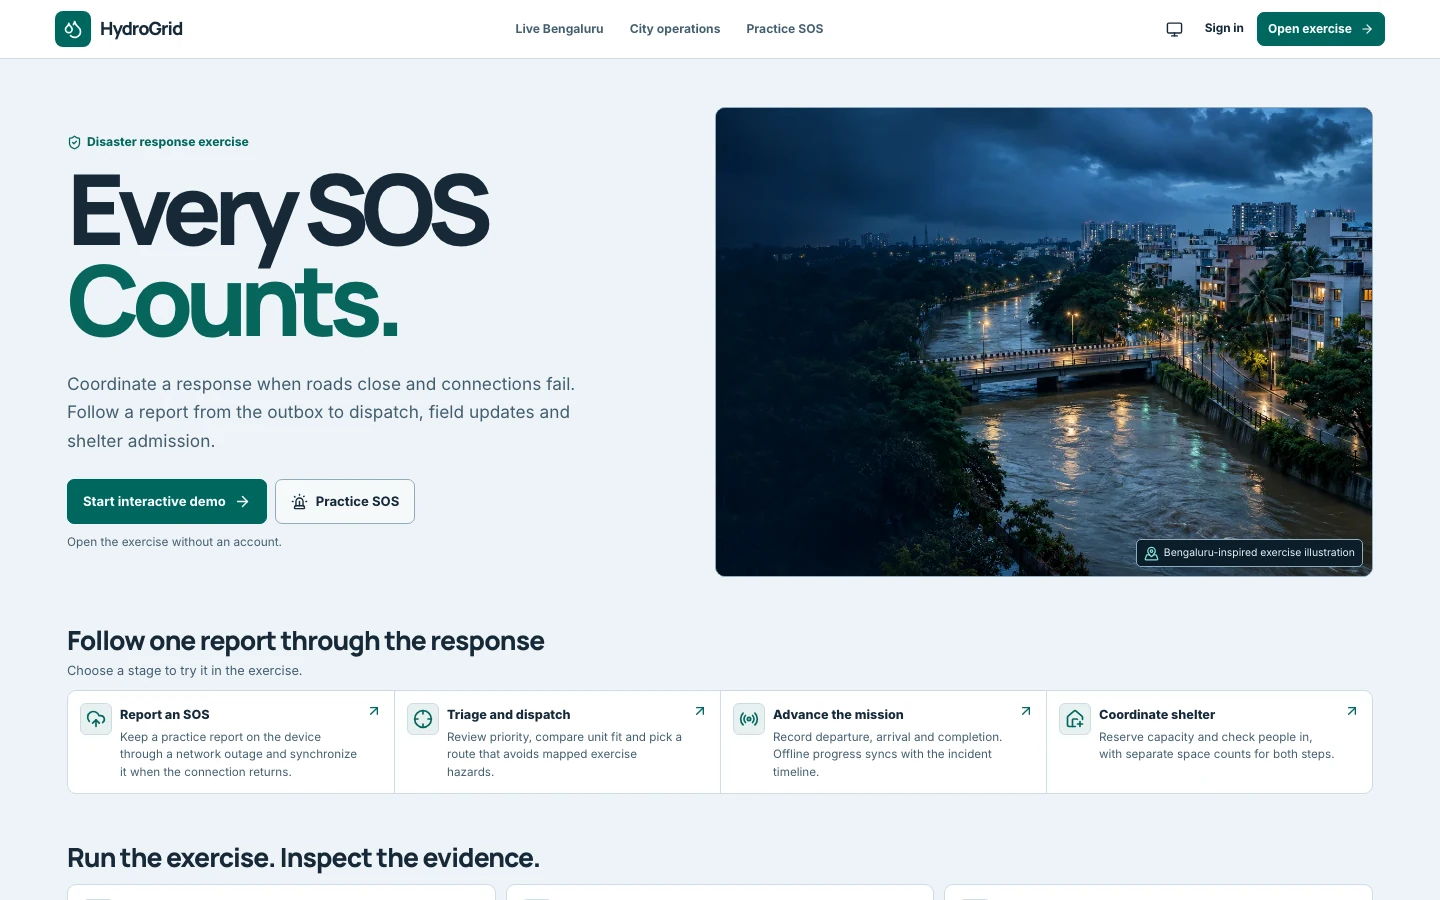 HydroGrid
Live Bengaluru
City operations
Practice SOS
Sign in
Open exercise
Disaster response exercise
Every SOS
Counts.
Coordinate a response when roads close and connections fail.
Follow a report from the outbox to dispatch, field updates and
shelter admission.
Start interactive demo
Practice SOS
Open the exercise without an account.
Bengaluru-inspired exercise illustration
Follow one report through the response
Choose a stage to try it in the exercise.
Report an SOS
Keep a practice report on the device
through a network outage and synchronize
it when the connection returns.
Triage and dispatch
Review priority, compare unit fit and pick a
route that avoids mapped exercise
hazards.
Advance the mission
Record departure, arrival and completion.
Offline progress syncs with the incident
timeline.
Coordinate shelter
Reserve capacity and check people in,
with separate space counts for both steps.
Run the exercise. Inspect the evidence.